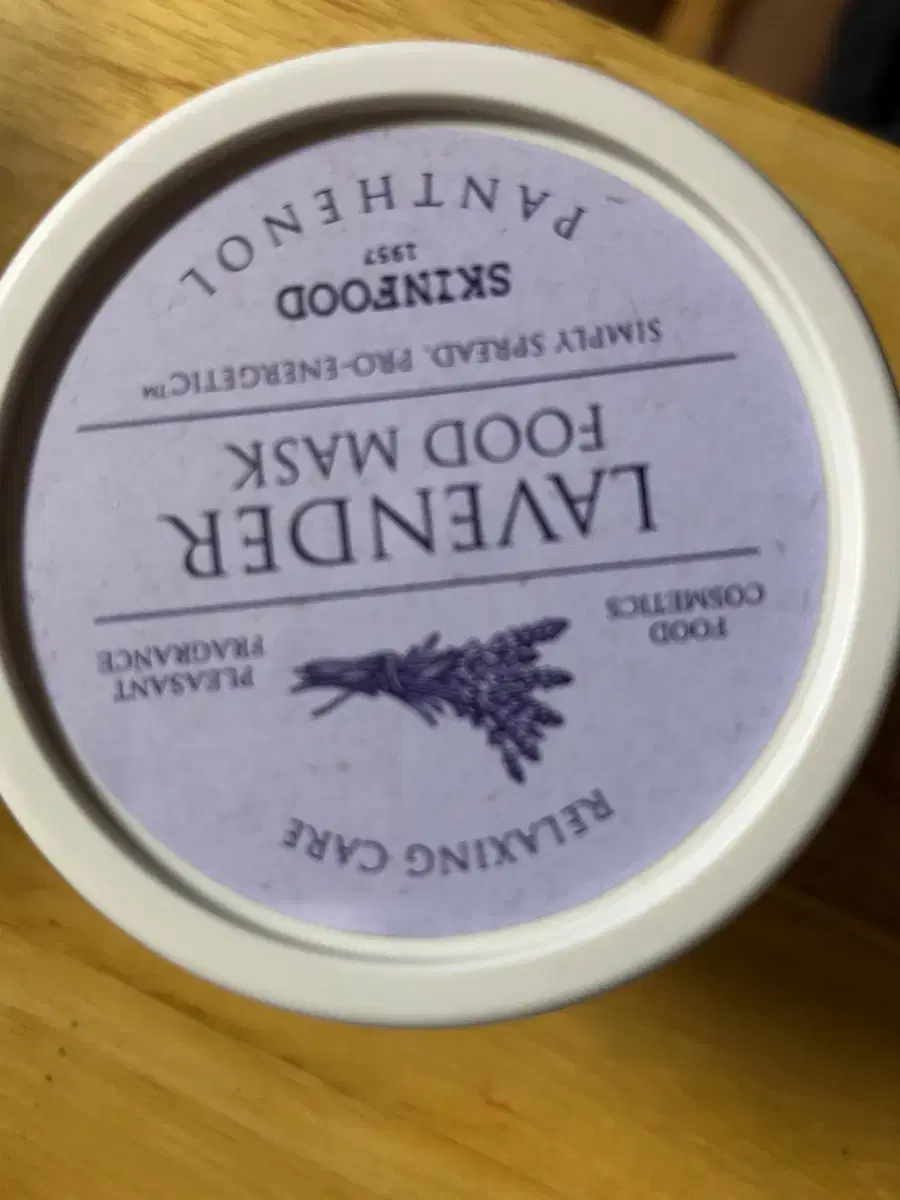 RELAXING CARE
FOOD
COSMETICS
PLEASANT
FRAGRANCE
LAVENDER
FOOD MASK
SIMPLY SPREAD. PRO-ENERGETIC™
SKINFOOD
1957
PANTHENOL